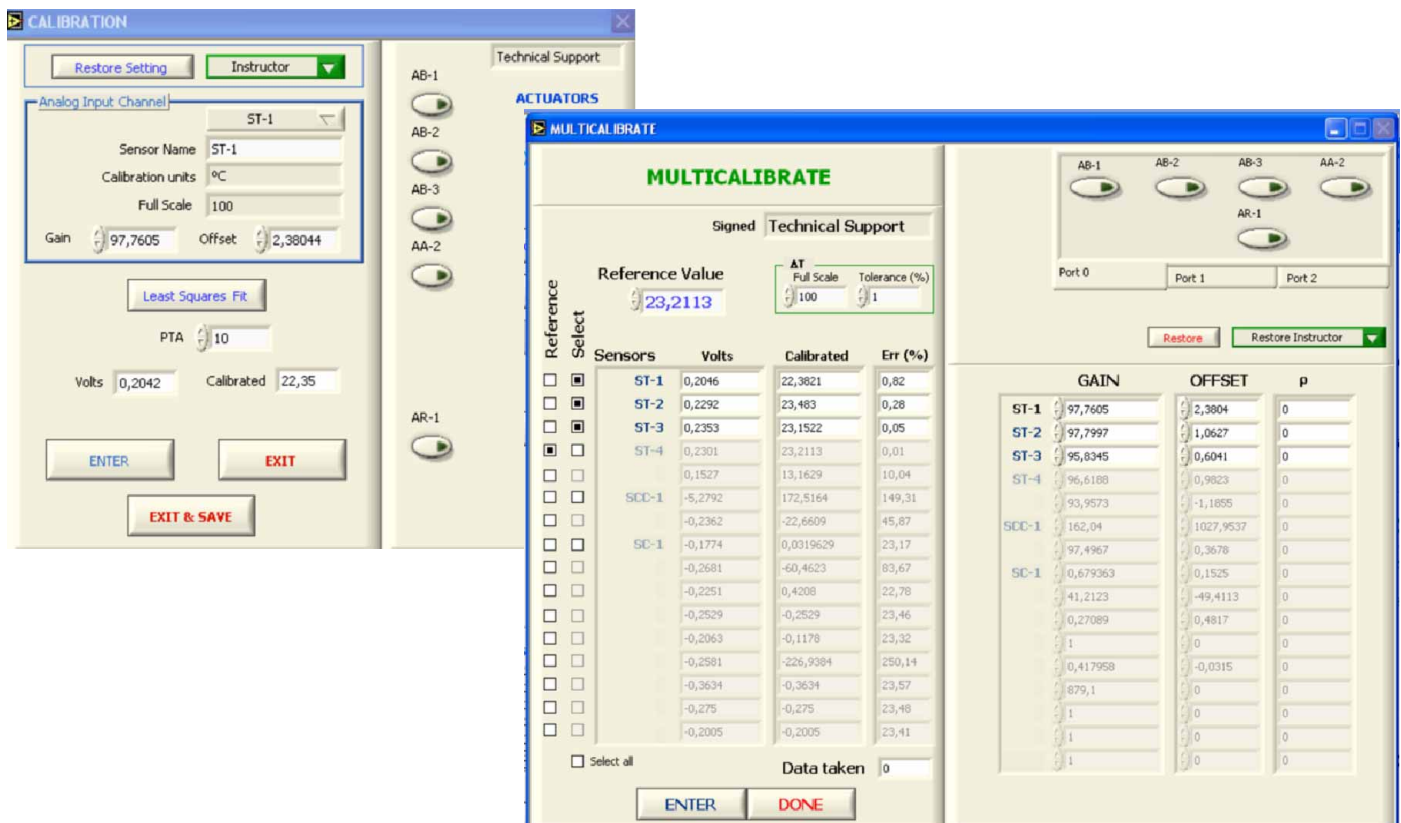 CALIBRATION
Restore Setting Instructor
Analog Input Channel
ST-1
Sensor Name ST-1
Calibration units ºC
Full Scale 100
Gain 97,7605 Offset 2,38044
Least Squares Fit
PTA 10
Volts 0,2042 Calibrated 22,35
ENTER EXIT
EXIT & SAVE
Technical Support
ACTUATORS
AB-1
AB-2
AB-3
AA-2
AR-1
MULTICALIBRATE
MULTICALIBRATE
Signed Technical Support
Reference Value
23,2113
ΔT
Full Scale Tolerance (%)
100 1
Reference
Select
Sensors Volts Calibrated Err (%)
ST-1 0,2046 22,3821 0,82
ST-2 0,2292 23,483 0,28
ST-3 0,2353 23,1522 0,05
ST-4 0,2301 23,2113 0,01
0,1527 13,1629 10,04
SCC-1 -5,2792 172,5164 149,31
-0,2362 -22,6609 45,87
SC-1 -0,1774 0,0319629 23,17
-0,2681 -60,4623 83,67
-0,2251 0,4208 22,78
-0,2529 -0,2529 23,46
-0,2063 -0,1178 23,32
-0,2581 -226,9384 250,14
-0,3634 -0,3634 23,57
-0,275 -0,275 23,48
-0,2005 -0,2005 23,41
Select all
Data taken 0
ENTER DONE
AB-1 AB-2 AB-3 AA-2
AR-1
Port 0 Port 1 Port 2
Restore Restore Instructor
GAIN OFFSET ρ
ST-1 97,7605 2,3804 0
ST-2 97,7997 1,0627 0
ST-3 95,8345 0,6041 0
ST-4 96,6188 0,9823 0
93,9573 -1,1855 0
SCC-1 162,04 1027,9537 0
97,4967 0,3678 0
SC-1 0,679363 0,1525 0
41,2123 -49,4113 0
0,27089 0,4817 0
1 0 0
0,417958 -0,0315 0
879,1 0 0
1 0 0
1 0 0
1 0 0